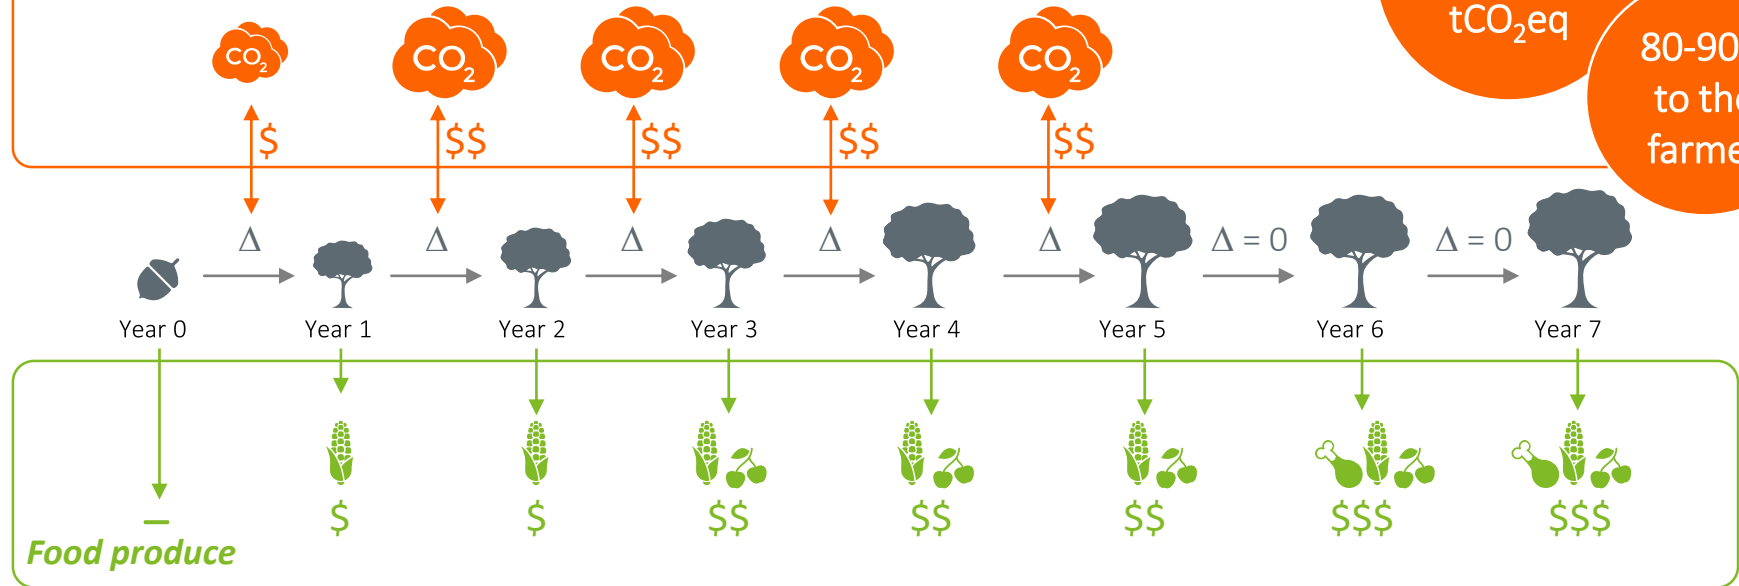 tCO₂eq
80-90
to the
farme
CO₂ CO₂ CO₂ CO₂ CO₂
$ $$ $$ $$ $$
Δ Δ Δ Δ Δ Δ = 0 Δ = 0
Year 0 Year 1 Year 2 Year 3 Year 4 Year 5 Year 6 Year 7
– $ $ $$ $$ $$ $$$ $$$
Food produce